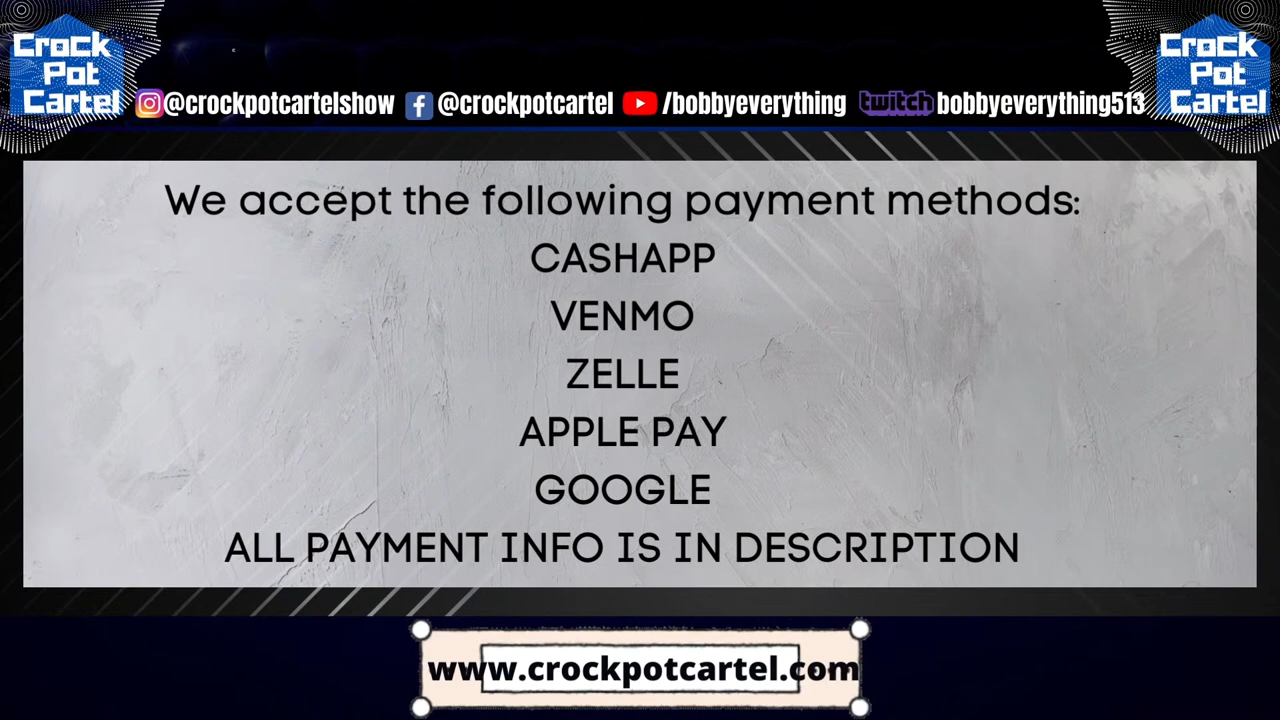 Crock
Pot
Cartel
@crockpotcartelshow @crockpotcartel /bobbyeverything twitch bobbyeverything513
Crock
Pot
Cartel
We accept the following payment methods:
CASHAPP
VENMO
ZELLE
APPLE PAY
GOOGLE
ALL PAYMENT INFO IS IN DESCRIPTION
www.crockpotcartel.com